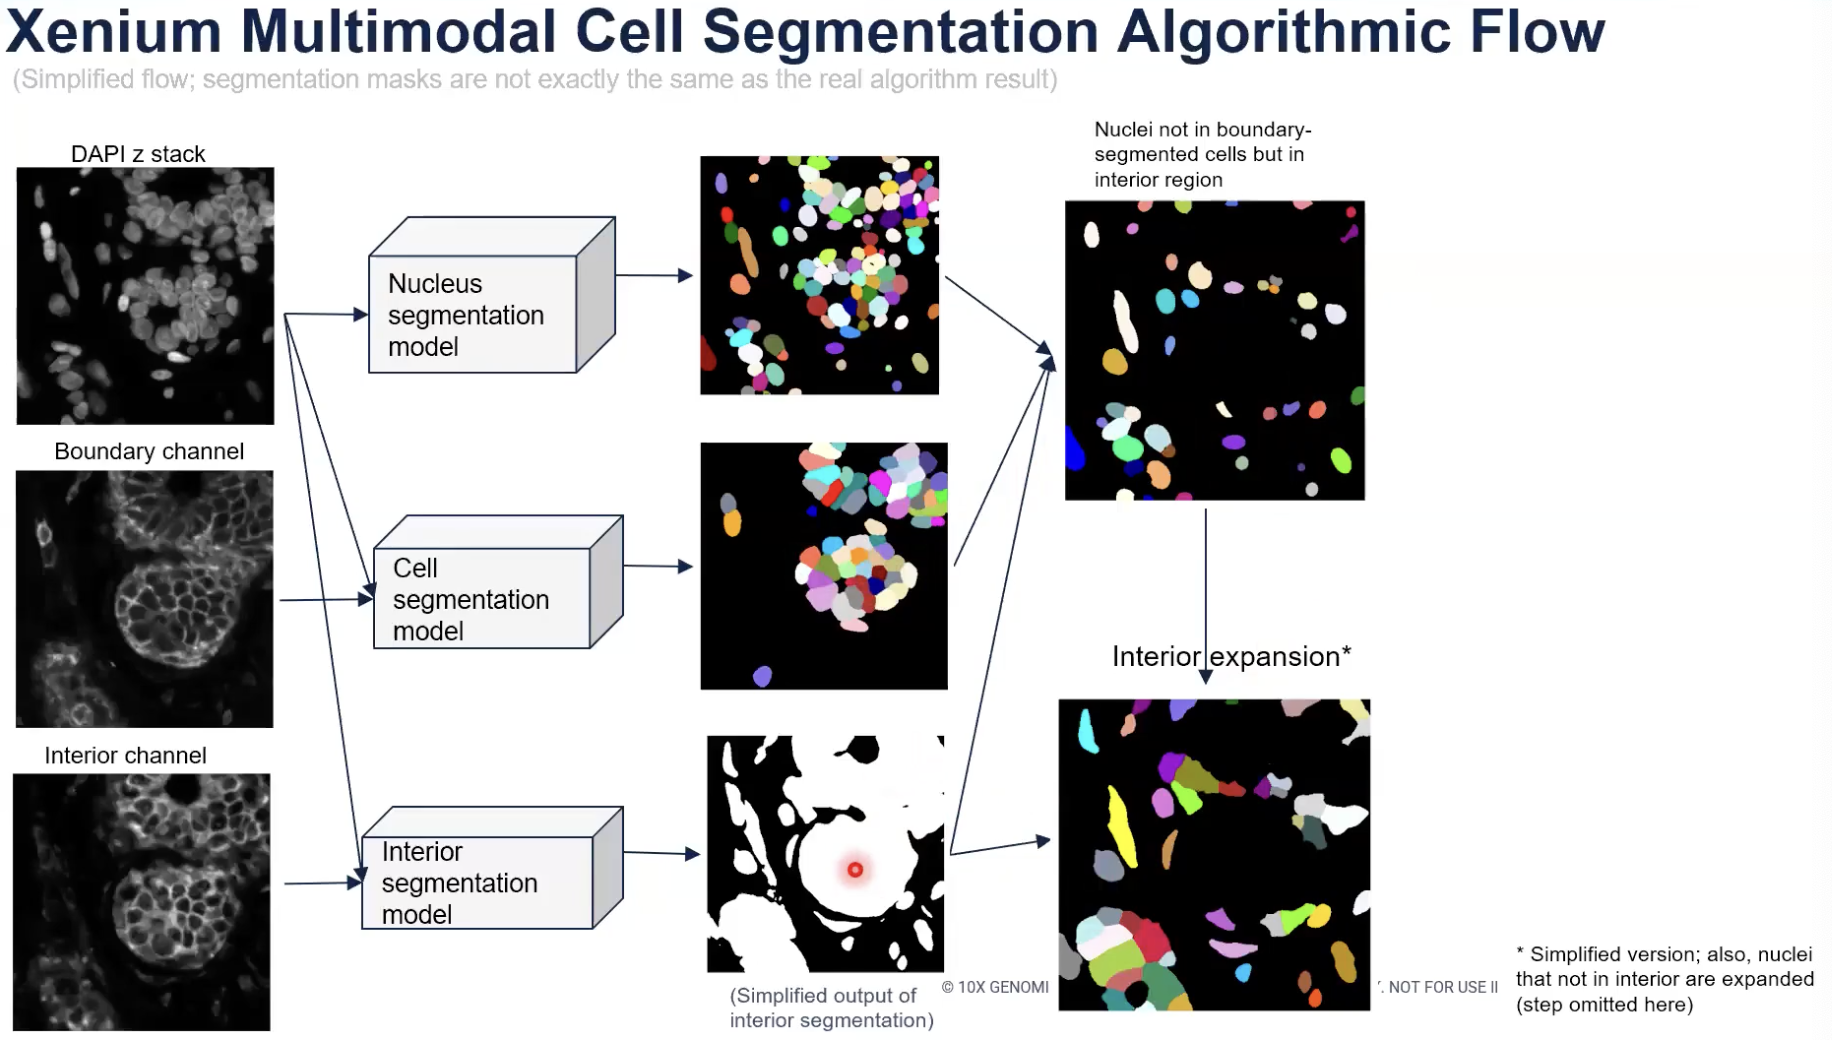 Xenium Multimodal Cell Segmentation Algorithmic Flow
(Simplified flow; segmentation masks are not exactly the same as the real algorithm result)
DAPI z stack
Boundary channel
Interior channel
Nucleus
segmentation
model
Cell
segmentation
model
Interior
segmentation
model
(Simplified output of
interior segmentation)
Nuclei not in boundary-
segmented cells but in
interior region
Interior expansion*
© 10X GENOMI
. NOT FOR USE II
* Simplified version; also, nuclei
that not in interior are expanded
(step omitted here)